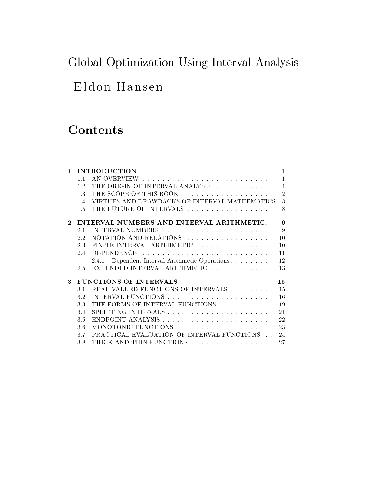 Global Optimization Using Interval Analysis
Eldon Hansen
Contents
1 INTRODUCTION 1
1.1 AN OVERVIEW 1
1.2 THE ORIGIN OF INTERVAL ANALYSIS 1
1.3 THE SCOPE OF THIS BOOK 2
1.4 VIRTUES AND DRAWBACKS OF INTERVAL MATHEMATICS 3
1.5 THE FUTURE OF INTERVALS 8
2 INTERVAL NUMBERS AND INTERVAL ARITHMETIC 9
2.1 INTERVAL NUMBERS 9
2.2 NOTATION AND RELATIONS 10
2.3 FINITE INTERVAL ARITHMETIC 10
2.4 DEPENDENCE 11
2.4.1 Dependent Interval Arithmetic Operations 12
2.5 EXTENDED INTERVAL ARITHMETIC 13
3 FUNCTIONS OF INTERVALS 15
3.1 REAL VALUED FUNCTIONS OF INTERVALS 15
3.2 INTERVAL FUNCTIONS 16
3.3 THE FORMS OF INTERVAL FUNCTIONS 19
3.4 SPLITTING INTERVALS 21
3.5 ENDPOINT ANALYSIS 22
3.6 MONOTONIC FUNCTIONS 23
3.7 PRACTICAL EVALUATION OF INTERVAL FUNCTIONS 24
3.8 THICK AND THIN FUNCTIONS 27